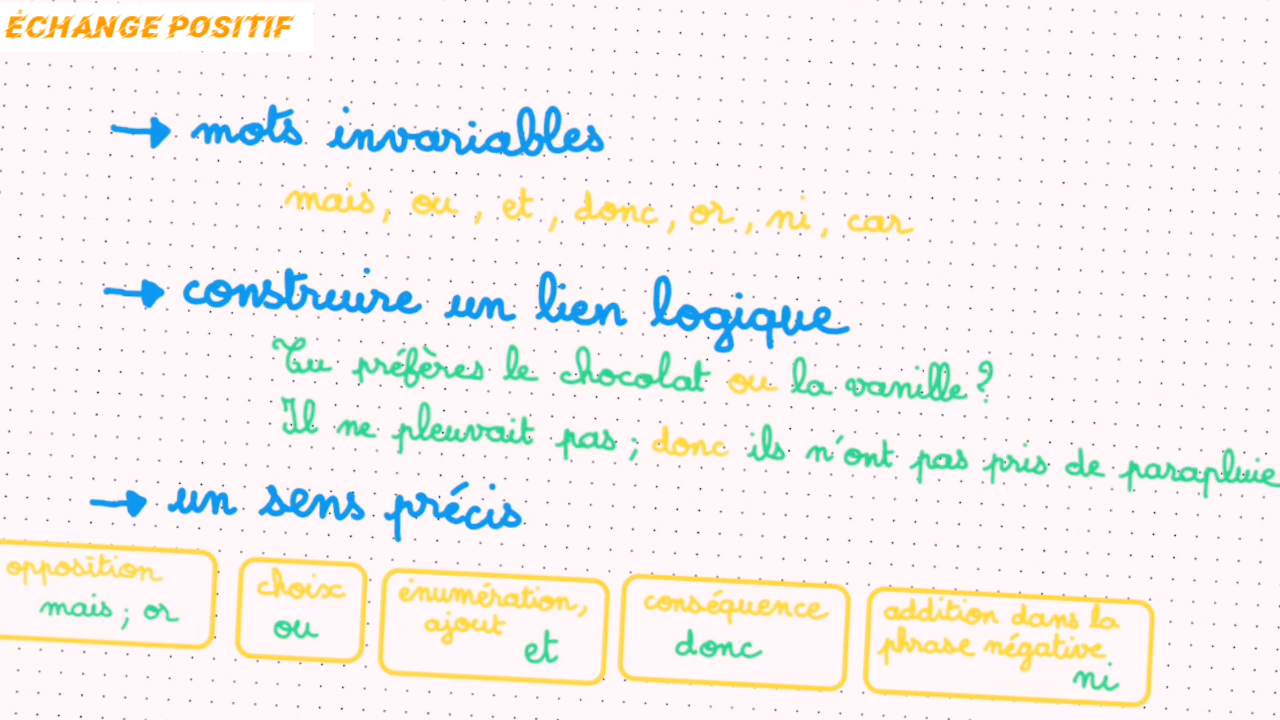 ÉCHANGE POSITIF
→ mots invariables
mais, ou, et, donc, or, ni, car
→ construire un lien logique
Tu préfères le chocolat ou la vanille ?
Il ne pleuvait pas ; donc ils n'ont pas pris de parapluie
→ un sens précis
opposition
mais ; or
choix
ou
énumération,
ajout
et
conséquence
donc
addition dans la
phrase négative
ni